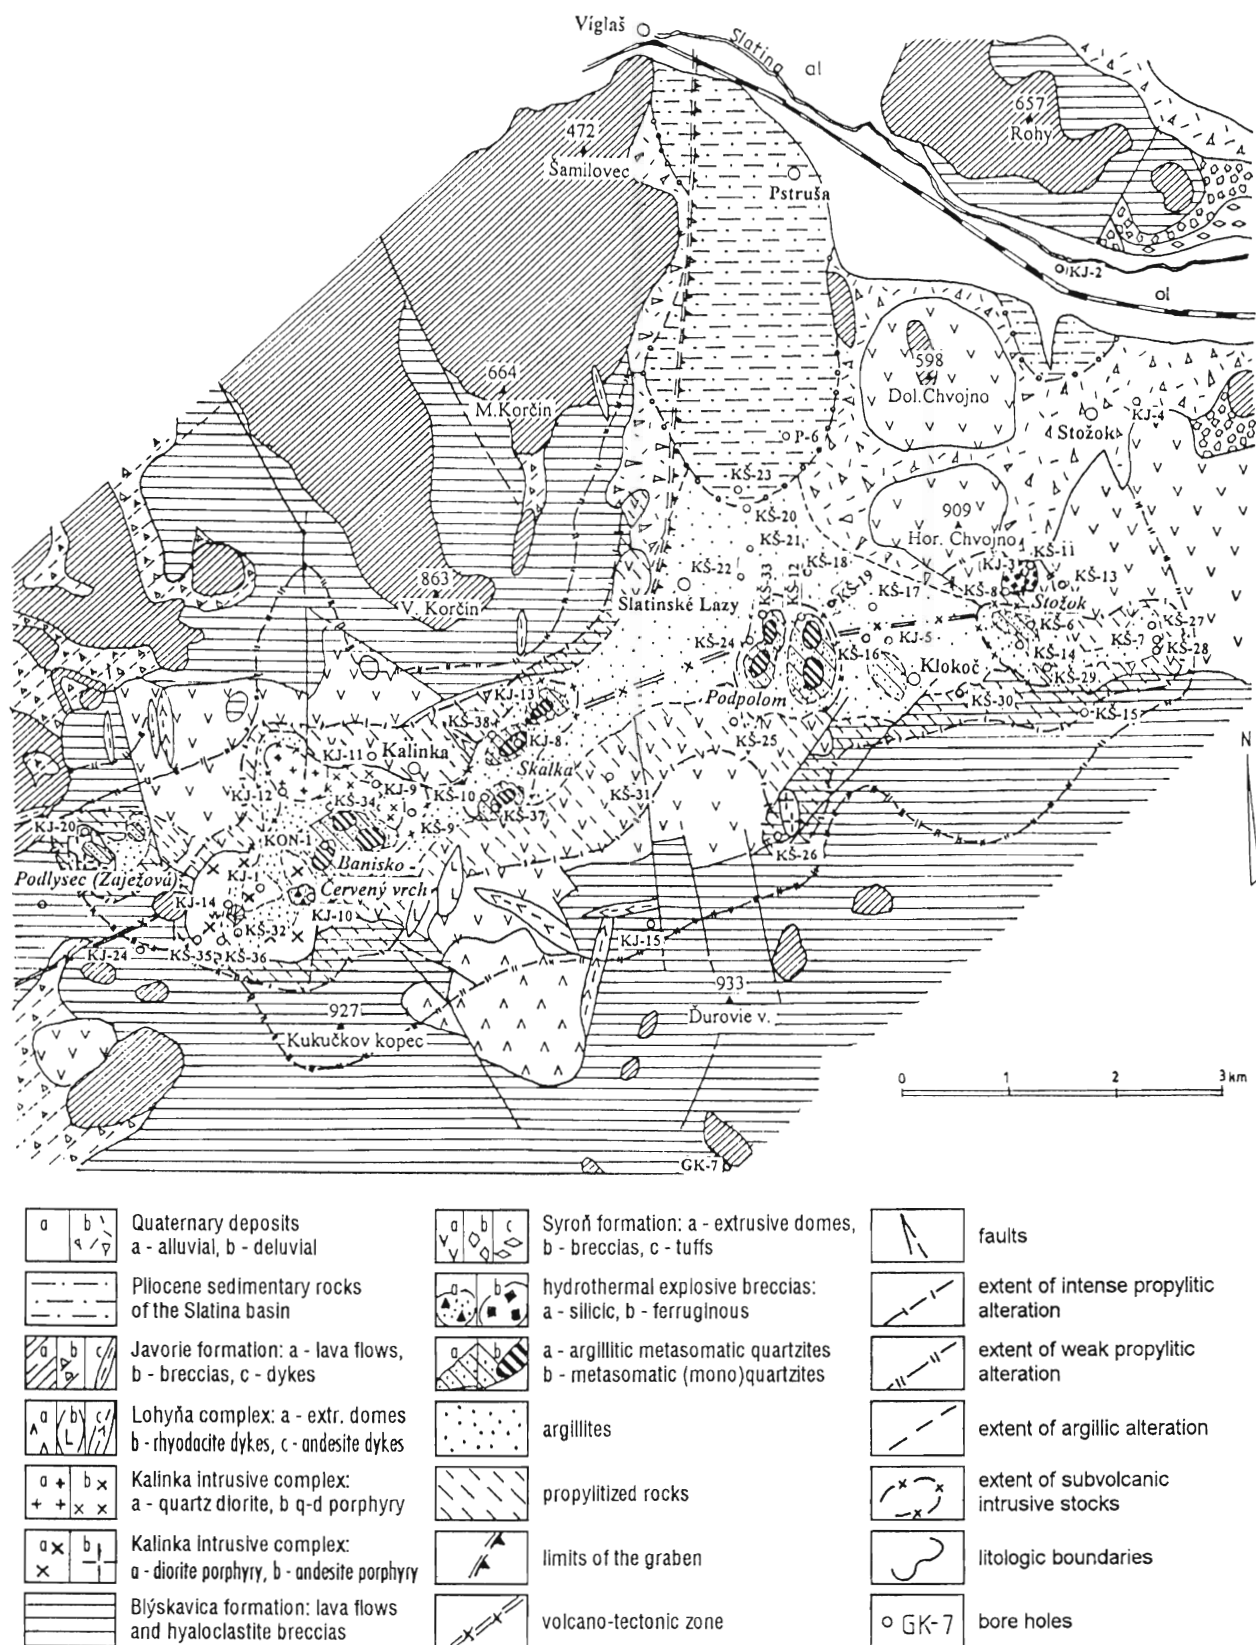 Víglaš
Slatina
al
657
Rohy
472
Šamilovec
Pstruša
KJ-2
al
664
M.Korčín
598
Dol.Chvojno
KJ-4
Stožok
P-6
KŠ-23
KŠ-20
909
Hor. Chvojno
KŠ-21
KŠ-11
KJ-3
KŠ-13
KŠ-18
KŠ-22
KŠ-33
KŠ-12
KŠ-19
KŠ-17
KŠ-8
863
V. Korčín
Slatinské Lazy
Stožok
KŠ-6
KŠ-27
KŠ-7
KŠ-24
KJ-5
KŠ-14
KŠ-28
KŠ-16
Klokoč
KŠ-29
KJ-13
Podpolom
KŠ-30
KŠ-15
KŠ-38
KŠ-25
N
KJ-11
Kalinka
KJ-8
Skalka
KJ-12
KJ-9
KŠ-10
KŠ-31
KŠ-34
KŠ-37
KJ-20
KŠ-9
KON-1
KŠ-26
Banisko -
Podlysec (Zaježová)
KJ-1
Červený vrch
KJ-14
KJ-10
KŠ-32
KJ-15
KJ-24
KŠ-35
KŠ-36
933
Ďurovie v.
927
Kukučkov kopec
0 1 2 3 km
GK-7
a b
Quaternary deposits
a - alluvial, b - deluvial
Pliocene sedimentary rocks
of the Slatina basin
a b c
Javorie formation: a - lava flows,
b - breccias, c - dykes
a b c
Lohyňa complex: a - extr. domes
b - rhyodacite dykes, c - andesite dykes
a b
Kalinka intrusive complex:
a - quartz diorite, b q-d porphyry
a b
Kalinka intrusive complex:
a - diorite porphyry, b - andesite porphyry
Blýskavica formation: lava flows
and hyaloclastite breccias
a b c
Syroň formation: a - extrusive domes,
b - breccias, c - tuffs
a b
hydrothermal explosive breccias:
a - silicic, b - ferruginous
a b
a - argillitic metasomatic quartzites
b - metasomatic (mono)quartzites
argillites
propylitized rocks
limits of the graben
volcano-tectonic zone
faults
extent of intense propylitic
alteration
extent of weak propylitic
alteration
extent of argillic alteration
extent of subvolcanic
intrusive stocks
litologic boundaries
GK-7
bore holes